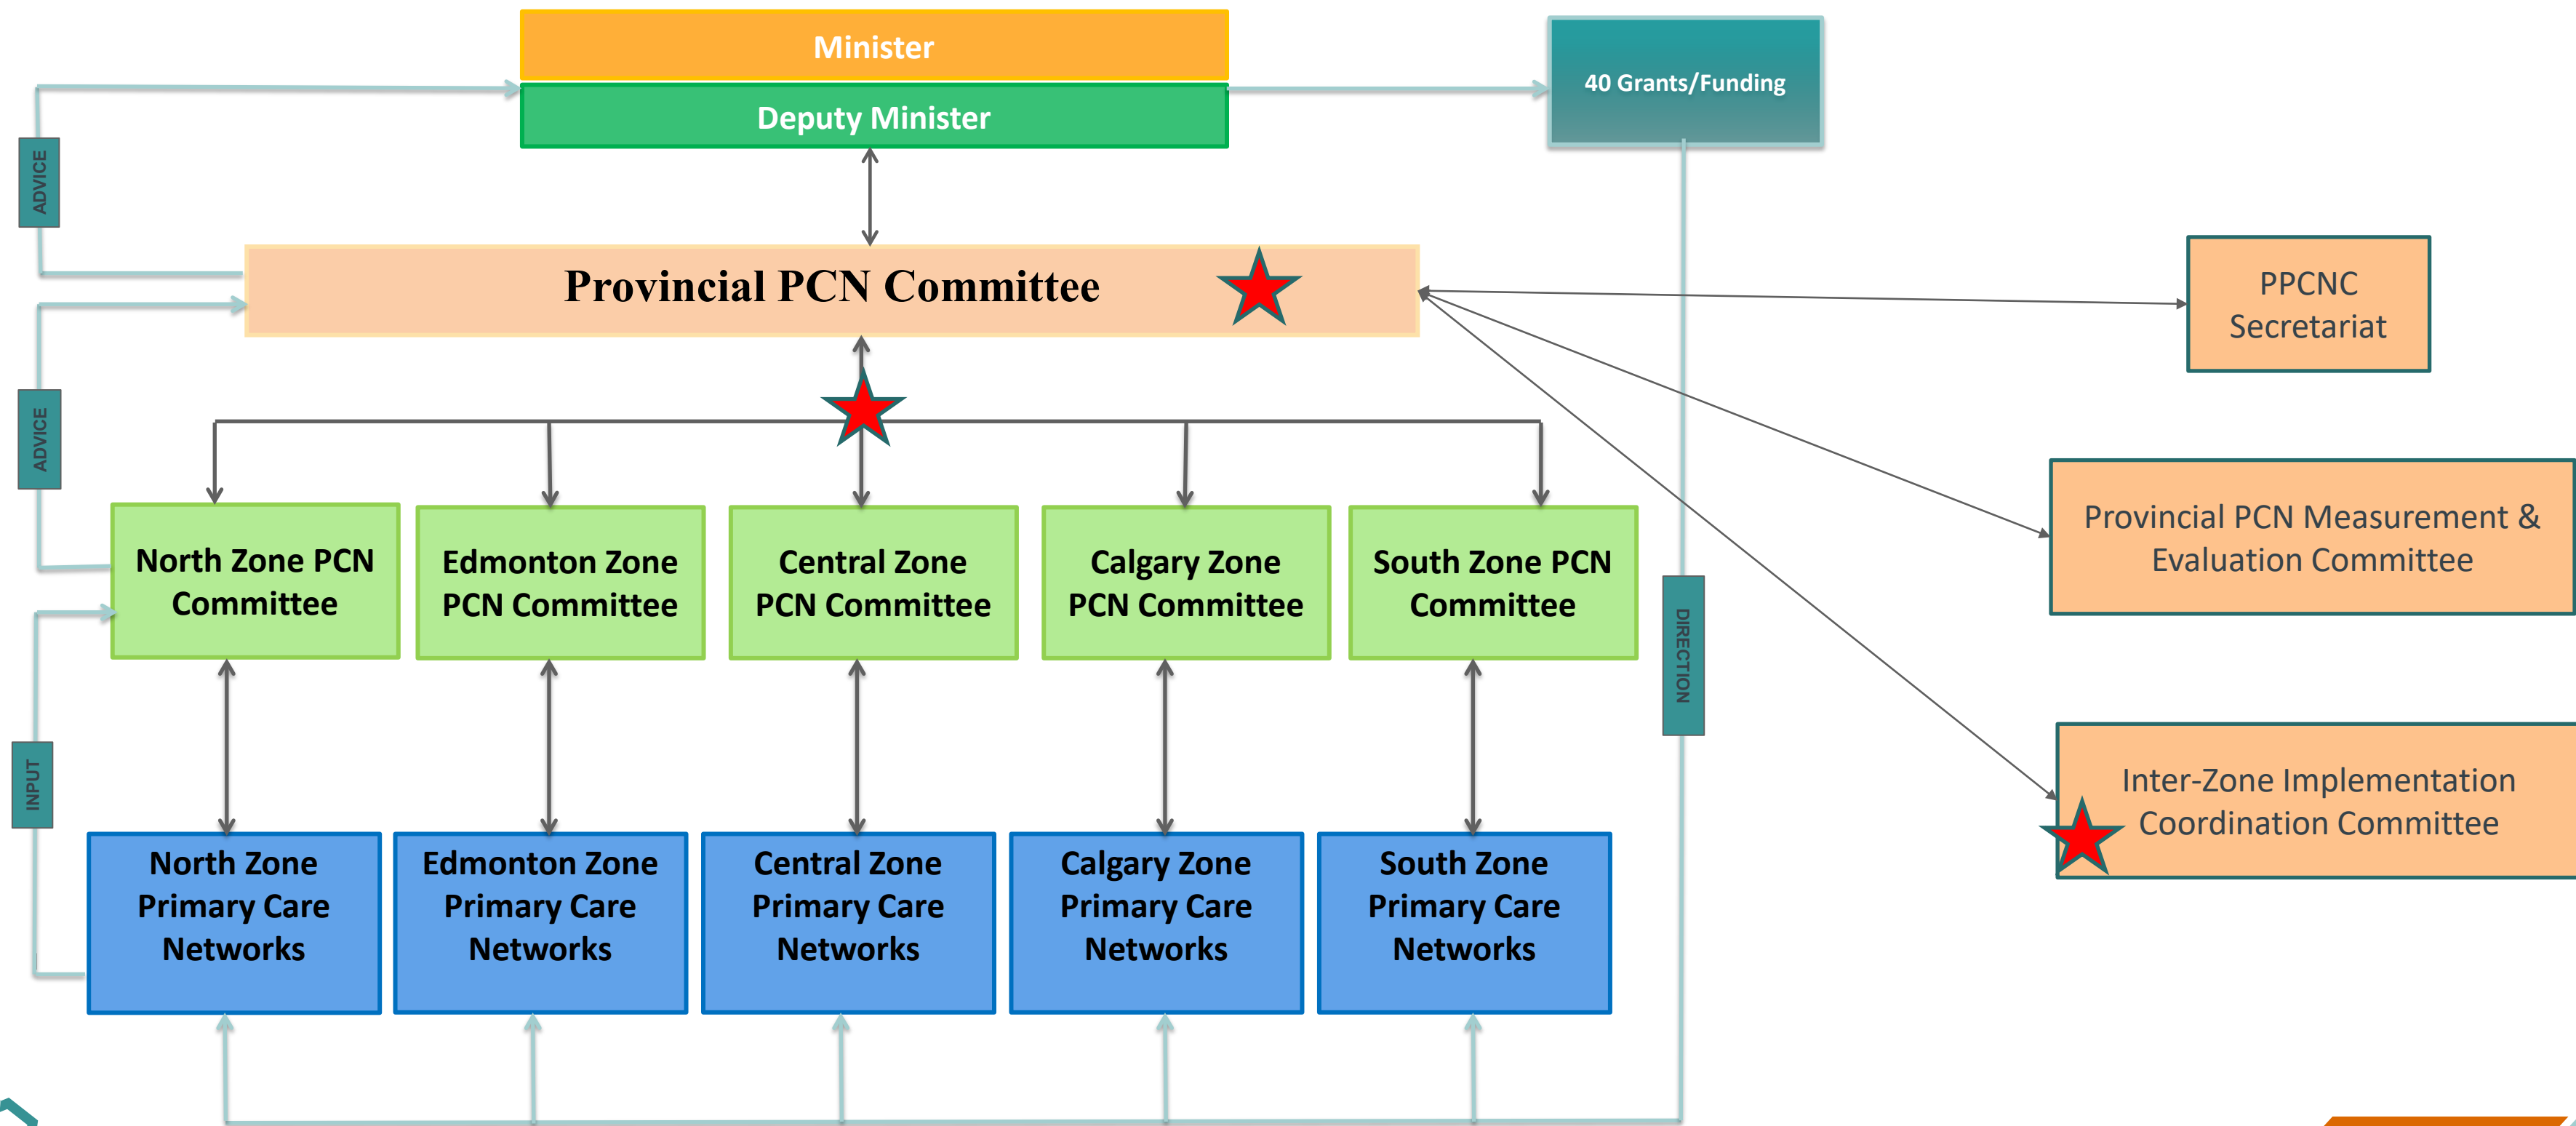 Minister
Deputy Minister
40 Grants/Funding
ADVICE
Provincial PCN Committee
PPCNC
Secretariat
ADVICE
North Zone PCN
Committee
Edmonton Zone
PCN Committee
Central Zone
PCN Committee
Calgary Zone
PCN Committee
South Zone PCN
Committee
DIRECTION
Provincial PCN Measurement &
Evaluation Committee
INPUT
Inter-Zone Implementation
Coordination Committee
North Zone
Primary Care
Networks
Edmonton Zone
Primary Care
Networks
Central Zone
Primary Care
Networks
Calgary Zone
Primary Care
Networks
South Zone
Primary Care
Networks